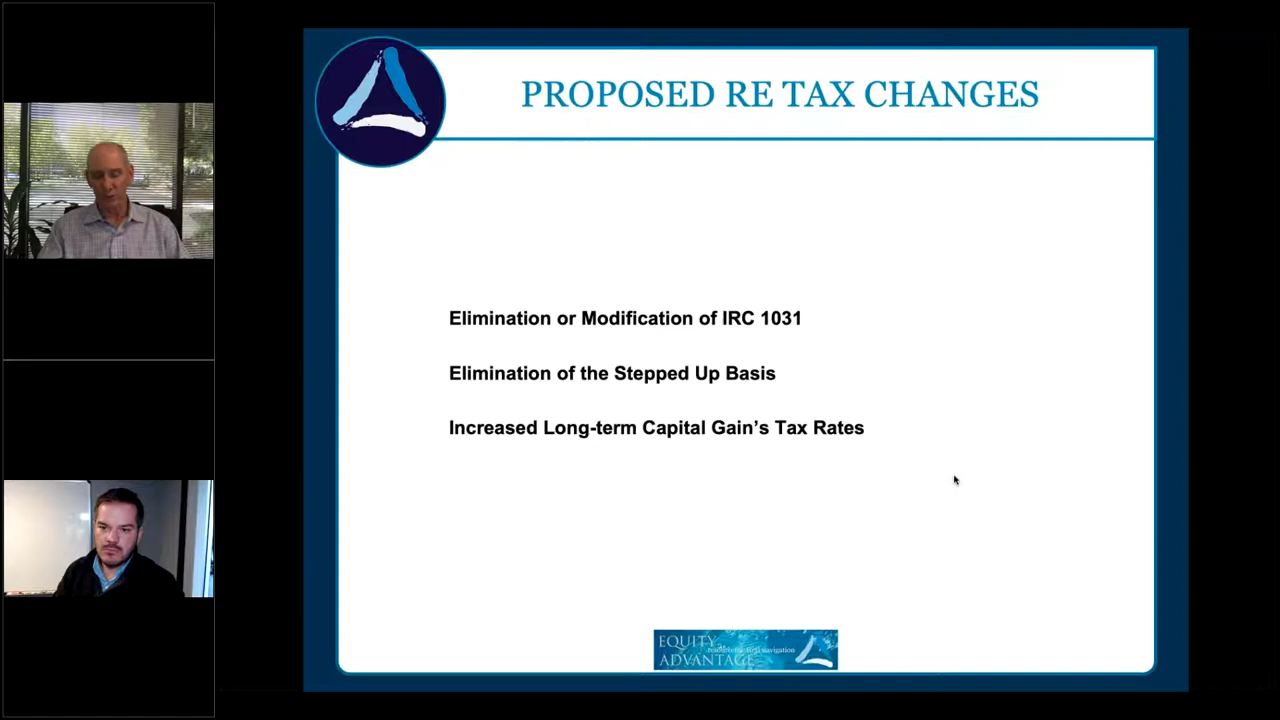 PROPOSED RE TAX CHANGES
Elimination or Modification of IRC 1031
Elimination of the Stepped Up Basis
Increased Long-term Capital Gain’s Tax Rates
EQUITY
ADVANTAGE